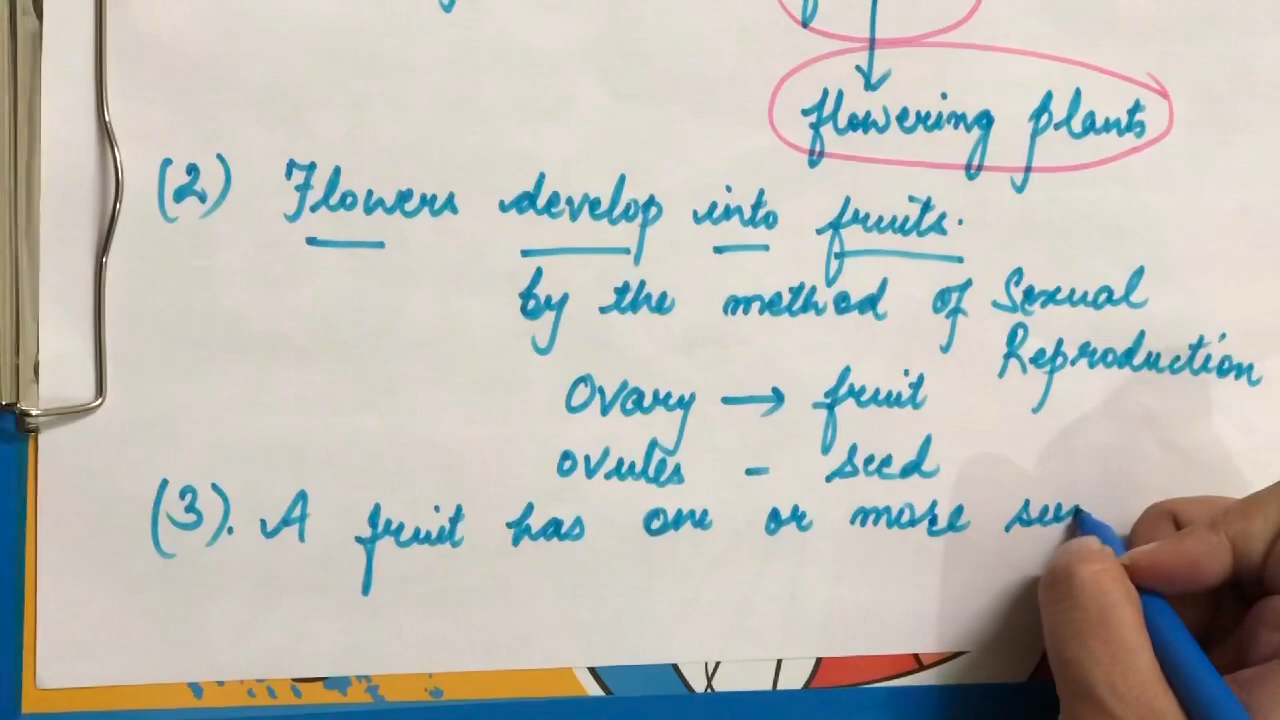 flowering plants
(2) Flowers develop into fruits.
by the method of Sexual
Reproduction
Ovary → fruit
ovules - seed
(3). A fruit has one or more